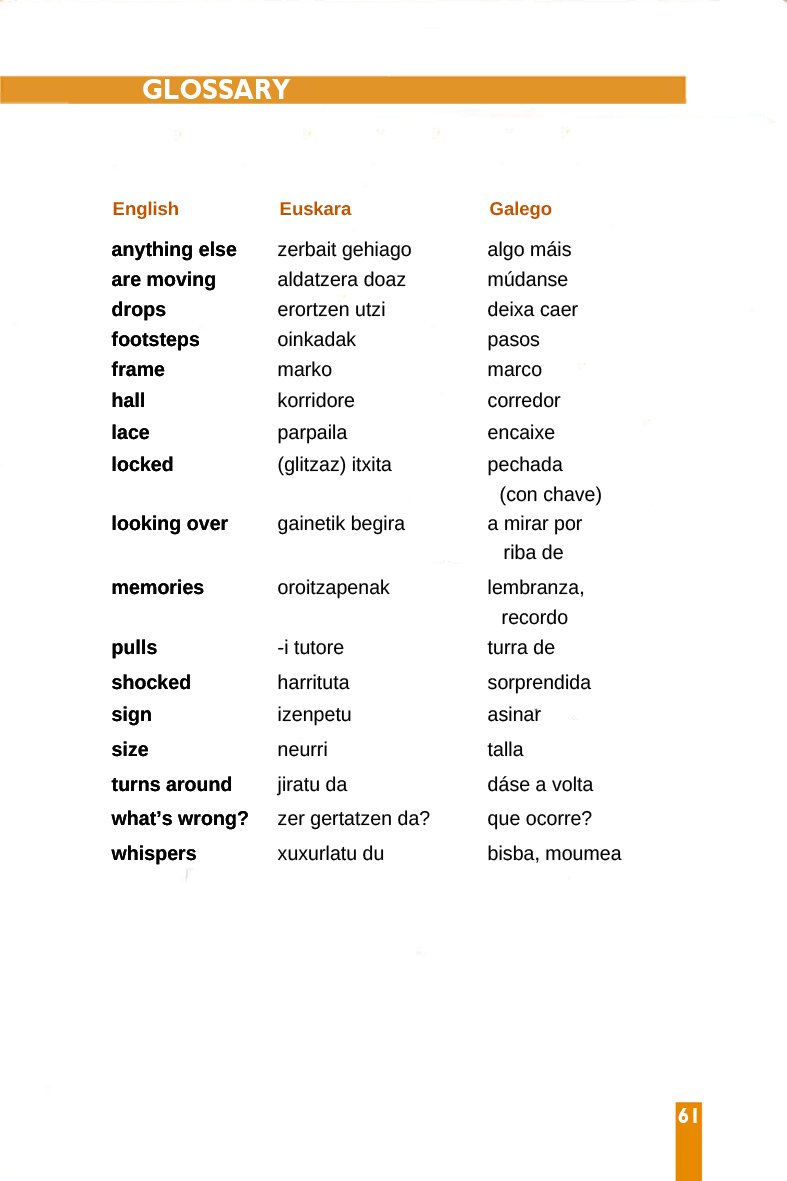 GLOSSARY
English Euskara Galego
anything else zerbait gehiago algo máis
are moving aldatzera doaz múdanse
drops erortzen utzi deixa caer
footsteps oinkadak pasos
frame marko marco
hall korridore corredor
lace parpaila encaixe
locked (glitzaz) itxita pechada
(con chave)
looking over gainetik begira a mirar por
riba de
memories oroitzapenak lembranza,
recordo
pulls -i tutore turra de
shocked harrituta sorprendida
sign izenpetu asinar
size neurri talla
turns around jiratu da dáse a volta
what’s wrong? zer gertatzen da? que ocorre?
whispers xuxurlatu du bisba, moumea
61